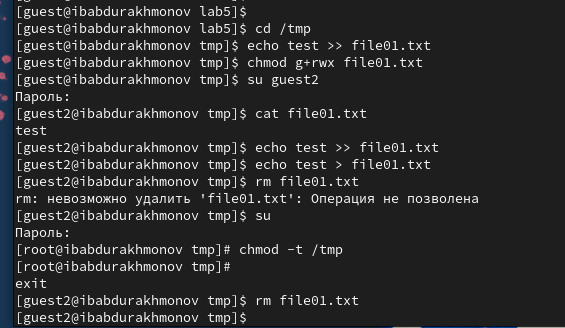 [guest@ibabdurakhmonov lab5]$
[guest@ibabdurakhmonov lab5]$ cd /tmp
[guest@ibabdurakhmonov tmp]$ echo test >> file01.txt
[guest@ibabdurakhmonov tmp]$ chmod g+rwx file01.txt
[guest@ibabdurakhmonov tmp]$ su guest2
Пароль:
[guest2@ibabdurakhmonov tmp]$ cat file01.txt
test
[guest2@ibabdurakhmonov tmp]$ echo test >> file01.txt
[guest2@ibabdurakhmonov tmp]$ echo test > file01.txt
[guest2@ibabdurakhmonov tmp]$ rm file01.txt
rm: невозможно удалить 'file01.txt': Операция не позволена
[guest2@ibabdurakhmonov tmp]$ su
Пароль:
[root@ibabdurakhmonov tmp]# chmod -t /tmp
[root@ibabdurakhmonov tmp]#
exit
[guest2@ibabdurakhmonov tmp]$ rm file01.txt
[guest2@ibabdurakhmonov tmp]$